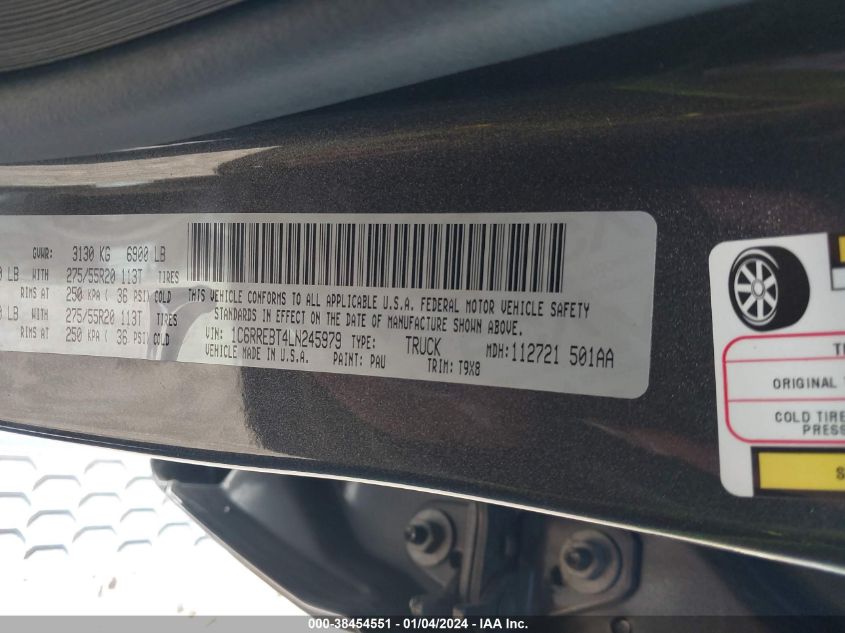 GVWR: 3130 KG 6900 LB
LB WITH 275/55R20 113T TIRES
RIMS AT 250 KPA ( 36 PSI) COLD
LB WITH 275/55R20 113T TIRES
RIMS AT 250 KPA ( 36 PSI) COLD
THIS VEHICLE CONFORMS TO ALL APPLICABLE U.S.A. FEDERAL MOTOR VEHICLE SAFETY
STANDARDS IN EFFECT ON THE DATE OF MANUFACTURE SHOWN ABOVE.
VIN: 1C6RREBT4LN245979 TYPE: TRUCK MDH: 112721 501AA
VEHICLE MADE IN U.S.A. PAINT: PAU TRIM: T9X8
ORIGINAL
COLD TIRE
PRESS
000-38454551 - 01/04/2024 - IAA Inc.